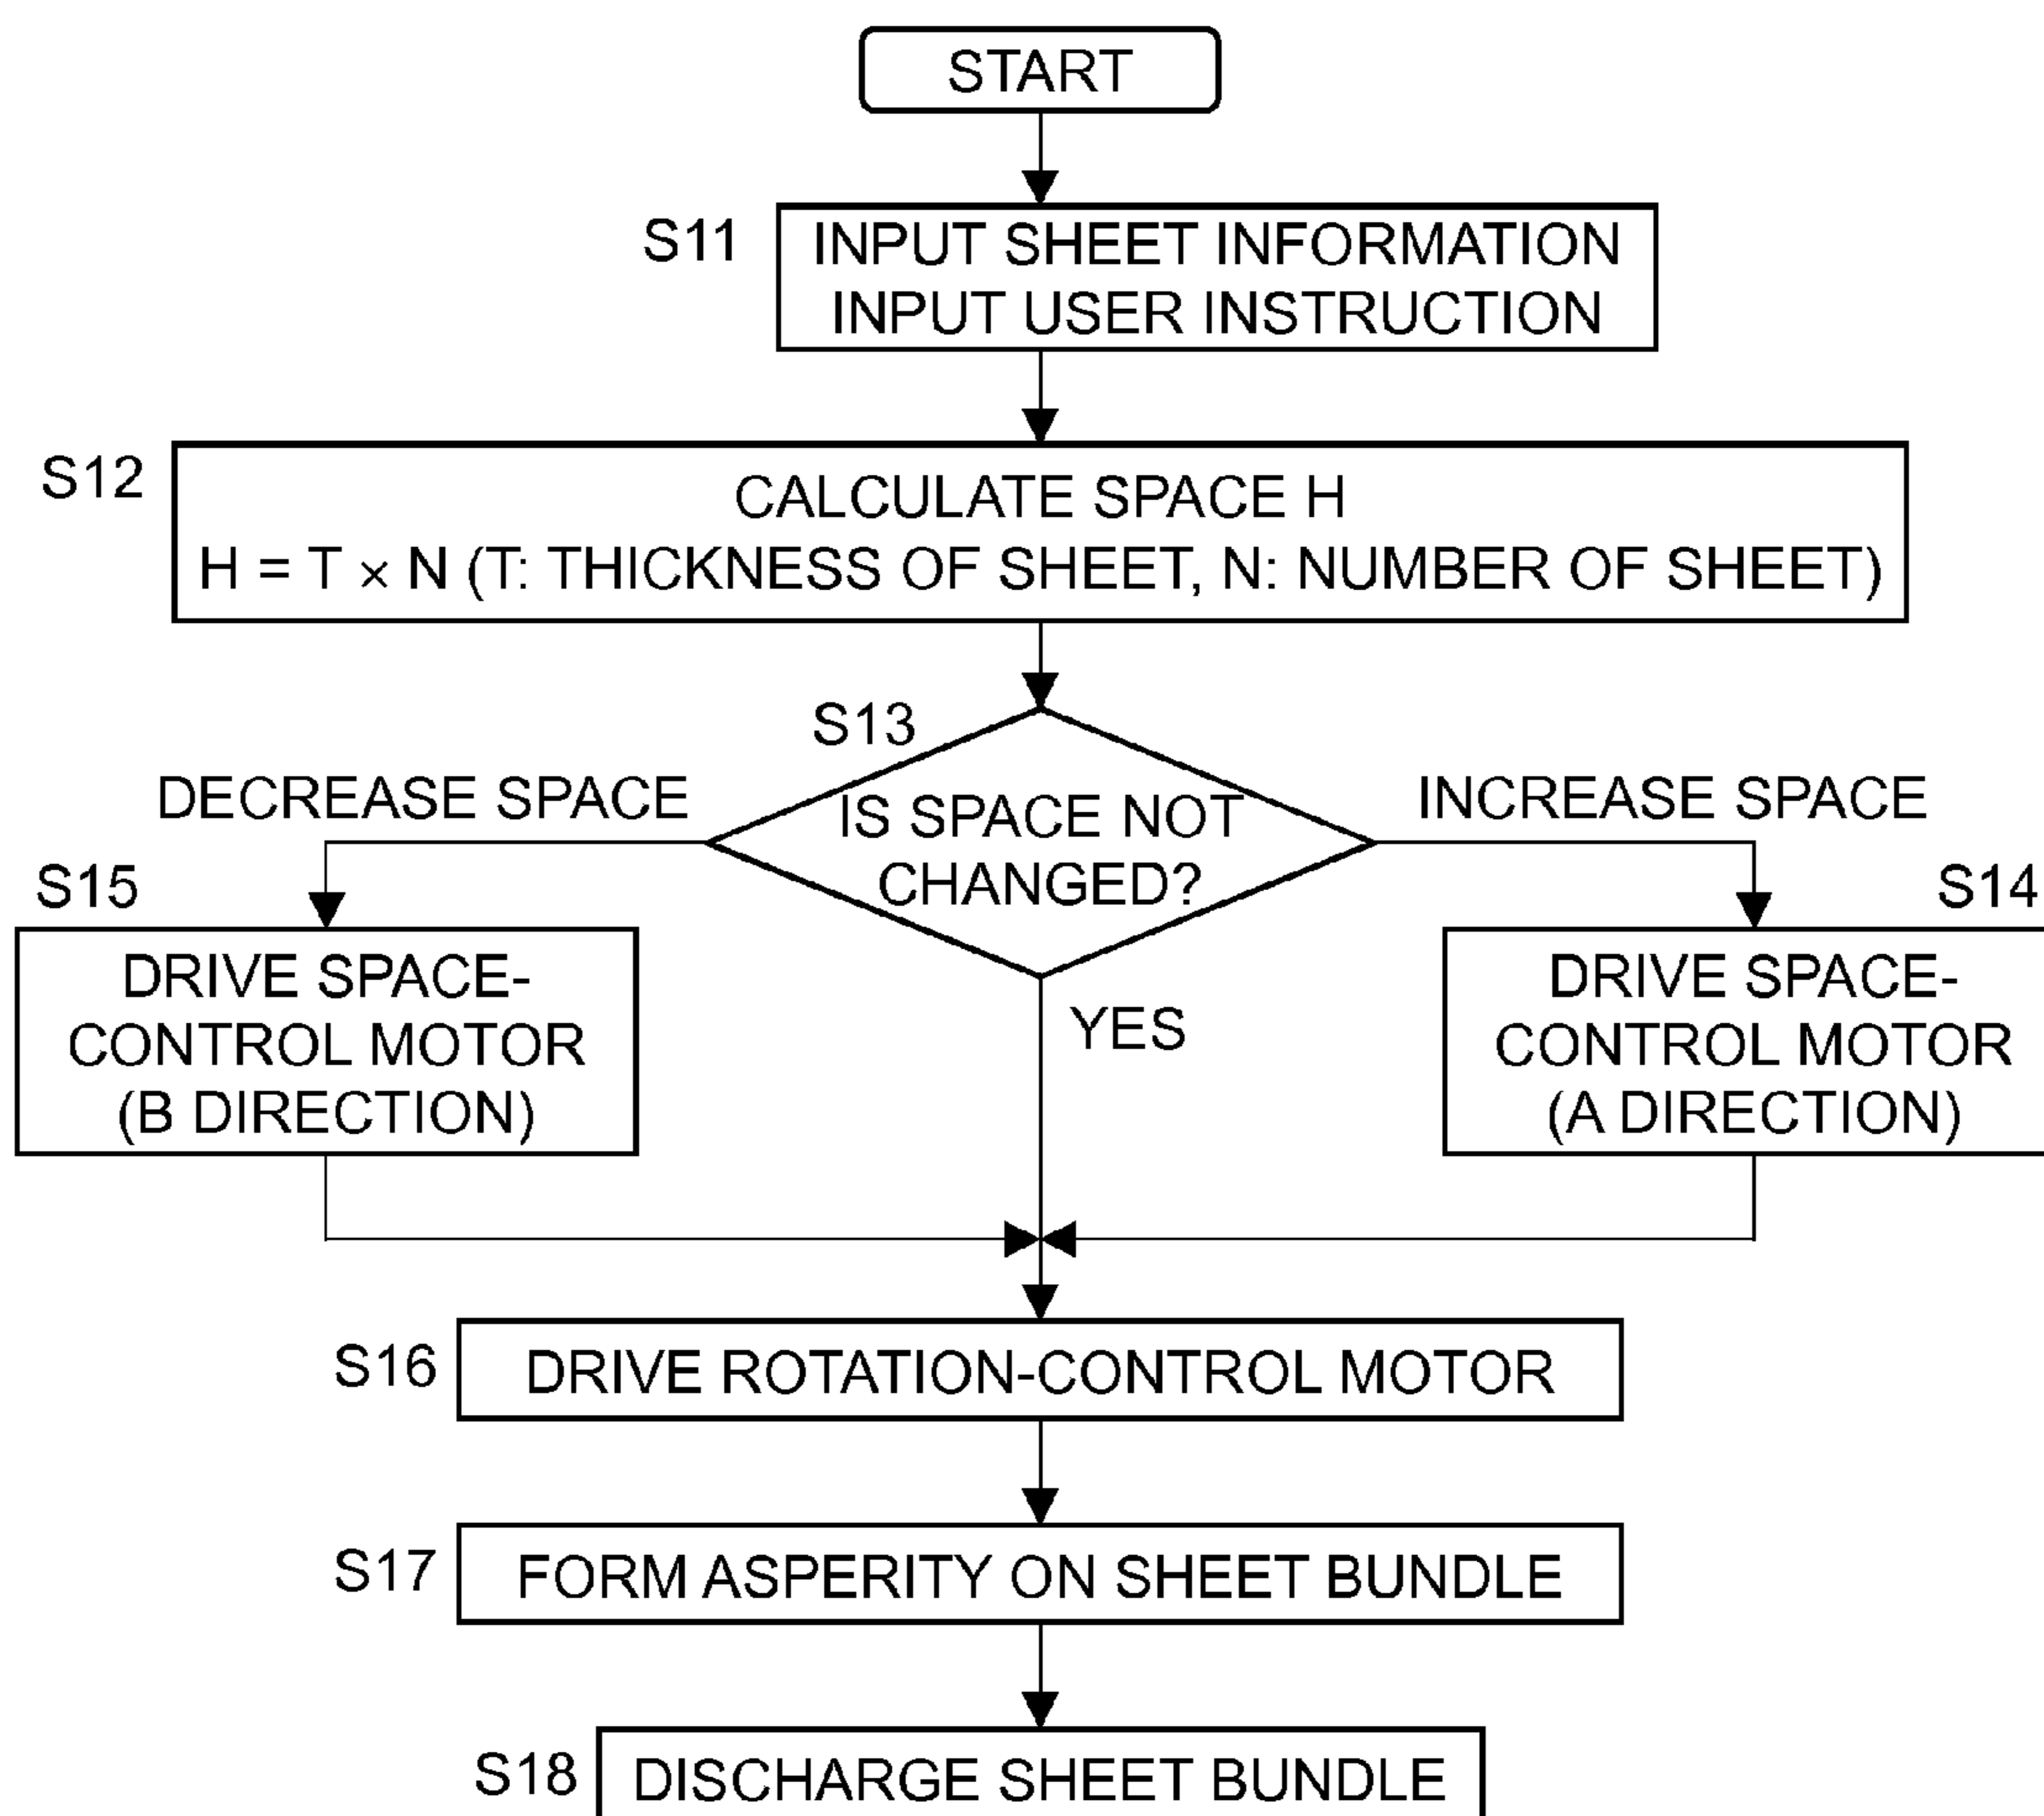 START
S11
INPUT SHEET INFORMATION
INPUT USER INSTRUCTION
S12
CALCULATE SPACE H
H = T × N (T: THICKNESS OF SHEET, N: NUMBER OF SHEET)
S13
DECREASE SPACE
IS SPACE NOT
CHANGED?
INCREASE SPACE
S15
DRIVE SPACE-
CONTROL MOTOR
(B DIRECTION)
YES
S14
DRIVE SPACE-
CONTROL MOTOR
(A DIRECTION)
S16
DRIVE ROTATION-CONTROL MOTOR
S17
FORM ASPERITY ON SHEET BUNDLE
S18
DISCHARGE SHEET BUNDLE